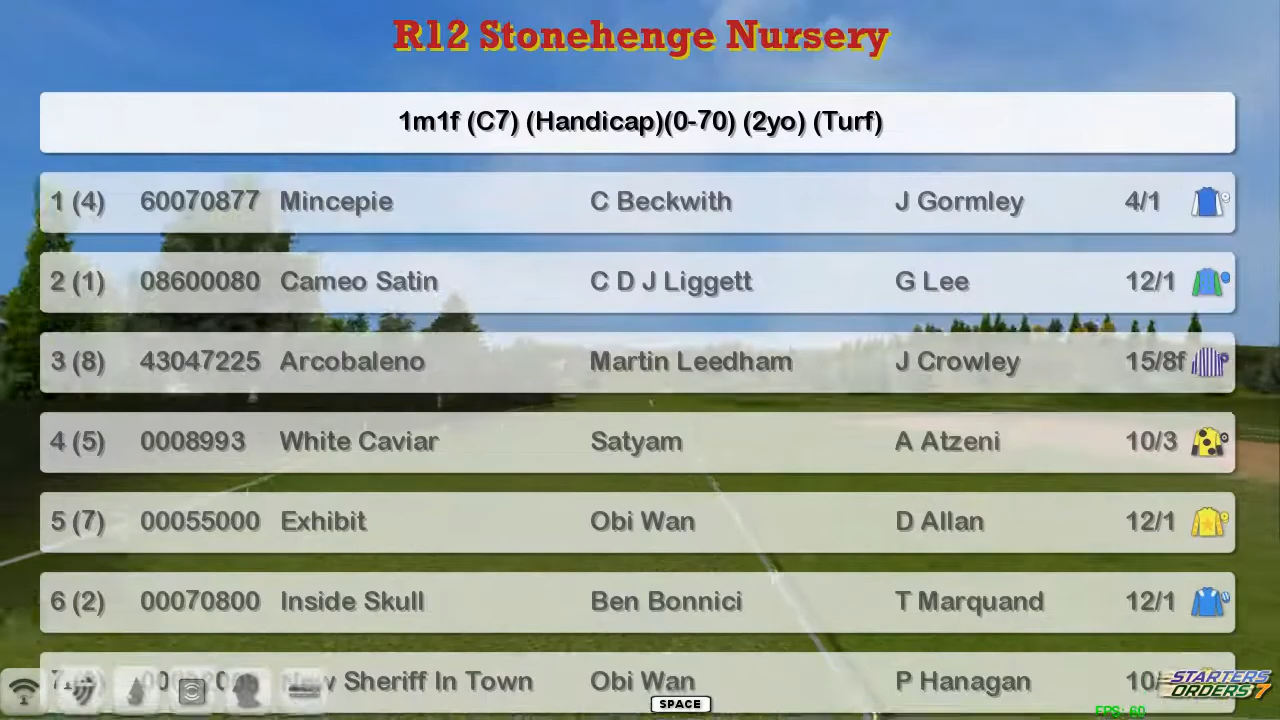 R12 Stonehenge Nursery
1m1f (C7) (Handicap)(0-70) (2yo) (Turf)
1 (4) 60070877 Mincepie C Beckwith J Gormley 4/1
2 (1) 08600080 Cameo Satin C D J Liggett G Lee 12/1
3 (8) 43047225 Arcobaleno Martin Leedham J Crowley 15/8f
4 (5) 0008993 White Caviar Satyam A Atzeni 10/3
5 (7) 00055000 Exhibit Obi Wan D Allan 12/1
6 (2) 00070800 Inside Skull Ben Bonnici T Marquand 12/1
Sheriff In Town Obi Wan P Hanagan
STARTERS ORDERS 7
SPACE
FPS: 60